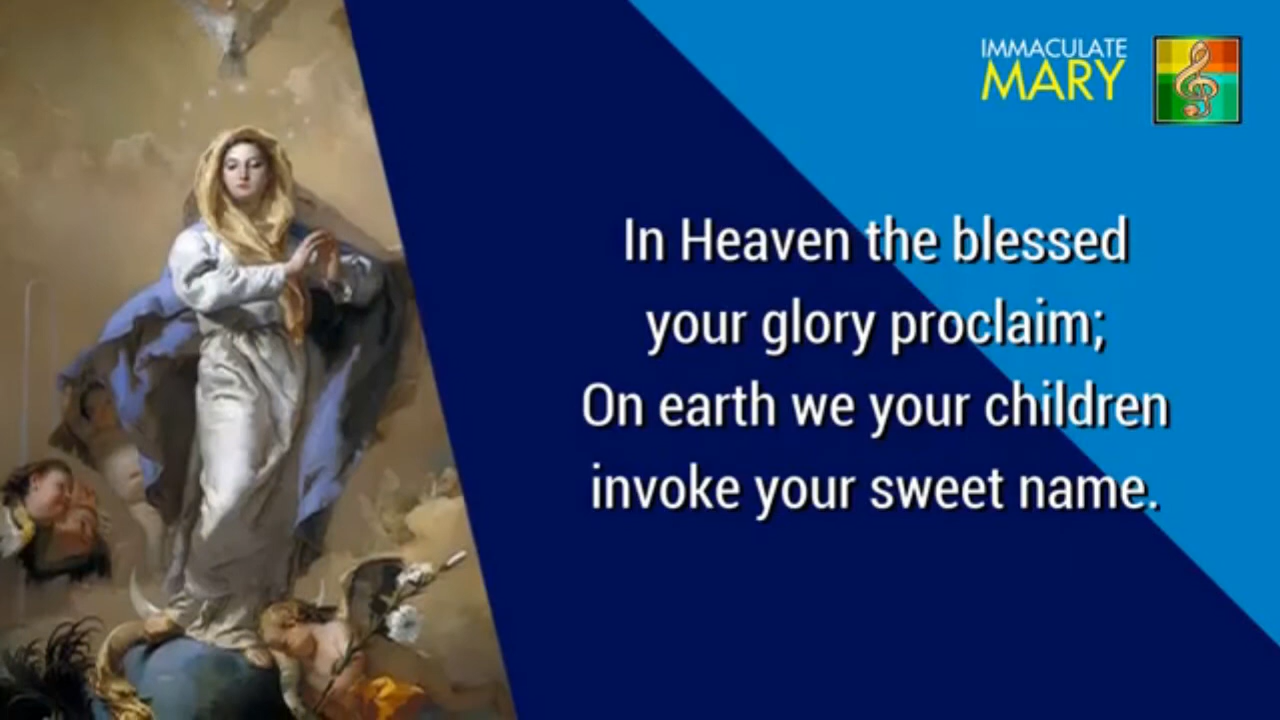 IMMACULATE
MARY
In Heaven the blessed
your glory proclaim;
On earth we your children
invoke your sweet name.